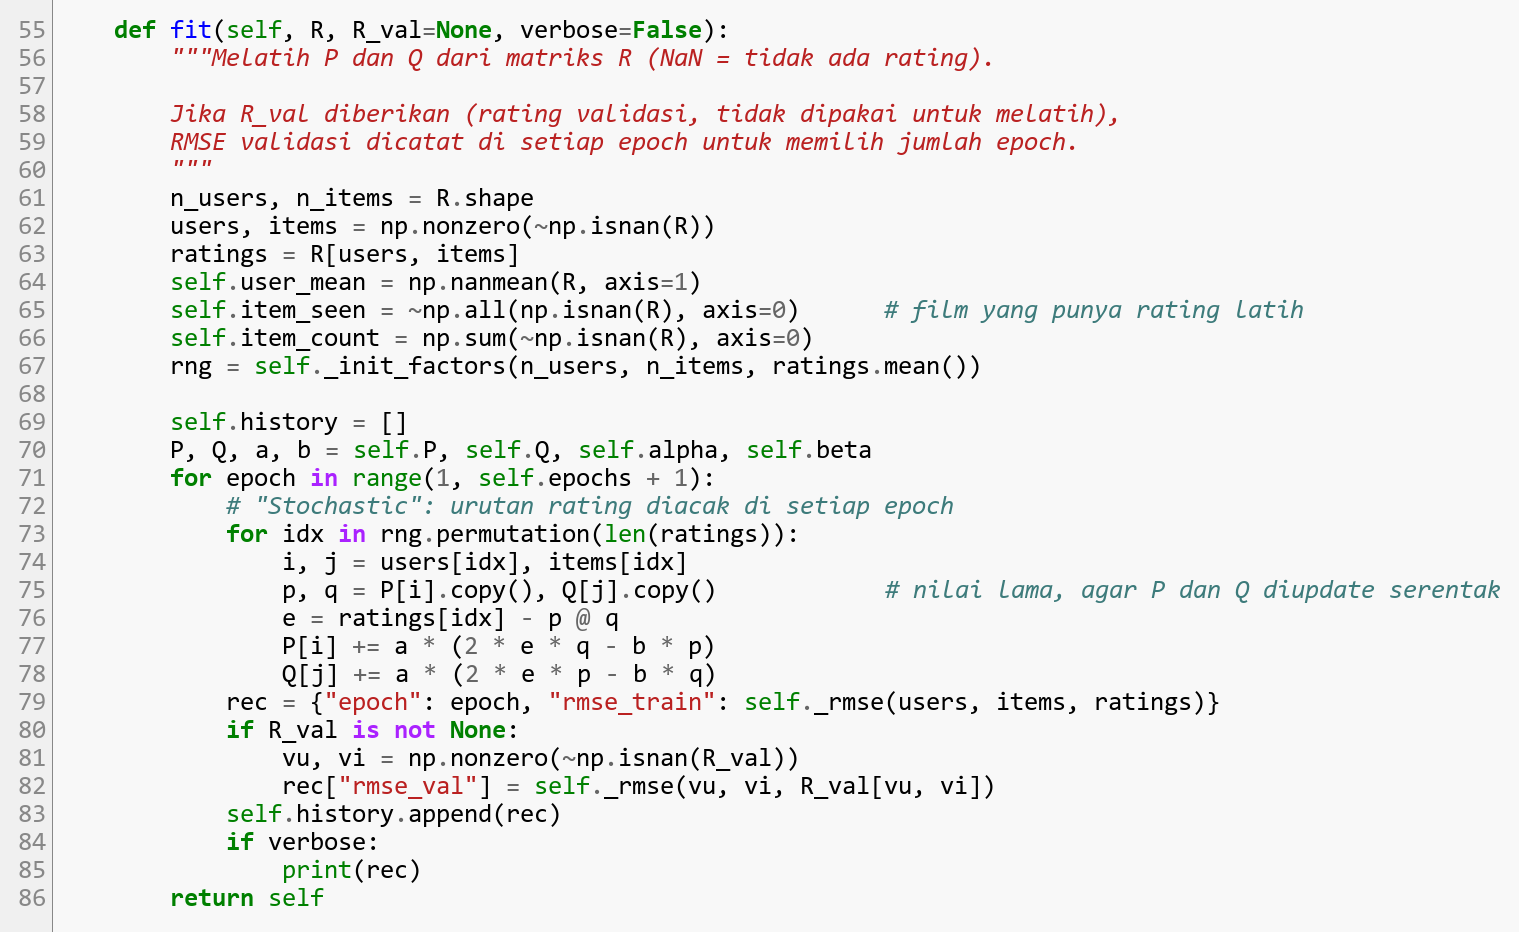 55     def fit(self, R, R_val=None, verbose=False):
56         """Melatih P dan Q dari matriks R (NaN = tidak ada rating).
57
58         Jika R_val diberikan (rating validasi, tidak dipakai untuk melatih),
59         RMSE validasi dicatat di setiap epoch untuk memilih jumlah epoch.
60         """
61         n_users, n_items = R.shape
62         users, items = np.nonzero(~np.isnan(R))
63         ratings = R[users, items]
64         self.user_mean = np.nanmean(R, axis=1)
65         self.item_seen = ~np.all(np.isnan(R), axis=0)      # film yang punya rating latih
66         self.item_count = np.sum(~np.isnan(R), axis=0)
67         rng = self._init_factors(n_users, n_items, ratings.mean())
68
69         self.history = []
70         P, Q, a, b = self.P, self.Q, self.alpha, self.beta
71         for epoch in range(1, self.epochs + 1):
72             # "Stochastic": urutan rating diacak di setiap epoch
73             for idx in rng.permutation(len(ratings)):
74                 i, j = users[idx], items[idx]
75                 p, q = P[i].copy(), Q[j].copy()            # nilai lama, agar P dan Q diupdate serentak
76                 e = ratings[idx] - p @ q
77                 P[i] += a * (2 * e * q - b * p)
78                 Q[j] += a * (2 * e * p - b * q)
79             rec = {"epoch": epoch, "rmse_train": self._rmse(users, items, ratings)}
80             if R_val is not None:
81                 vu, vi = np.nonzero(~np.isnan(R_val))
82                 rec["rmse_val"] = self._rmse(vu, vi, R_val[vu, vi])
83             self.history.append(rec)
84             if verbose:
85                 print(rec)
86         return self